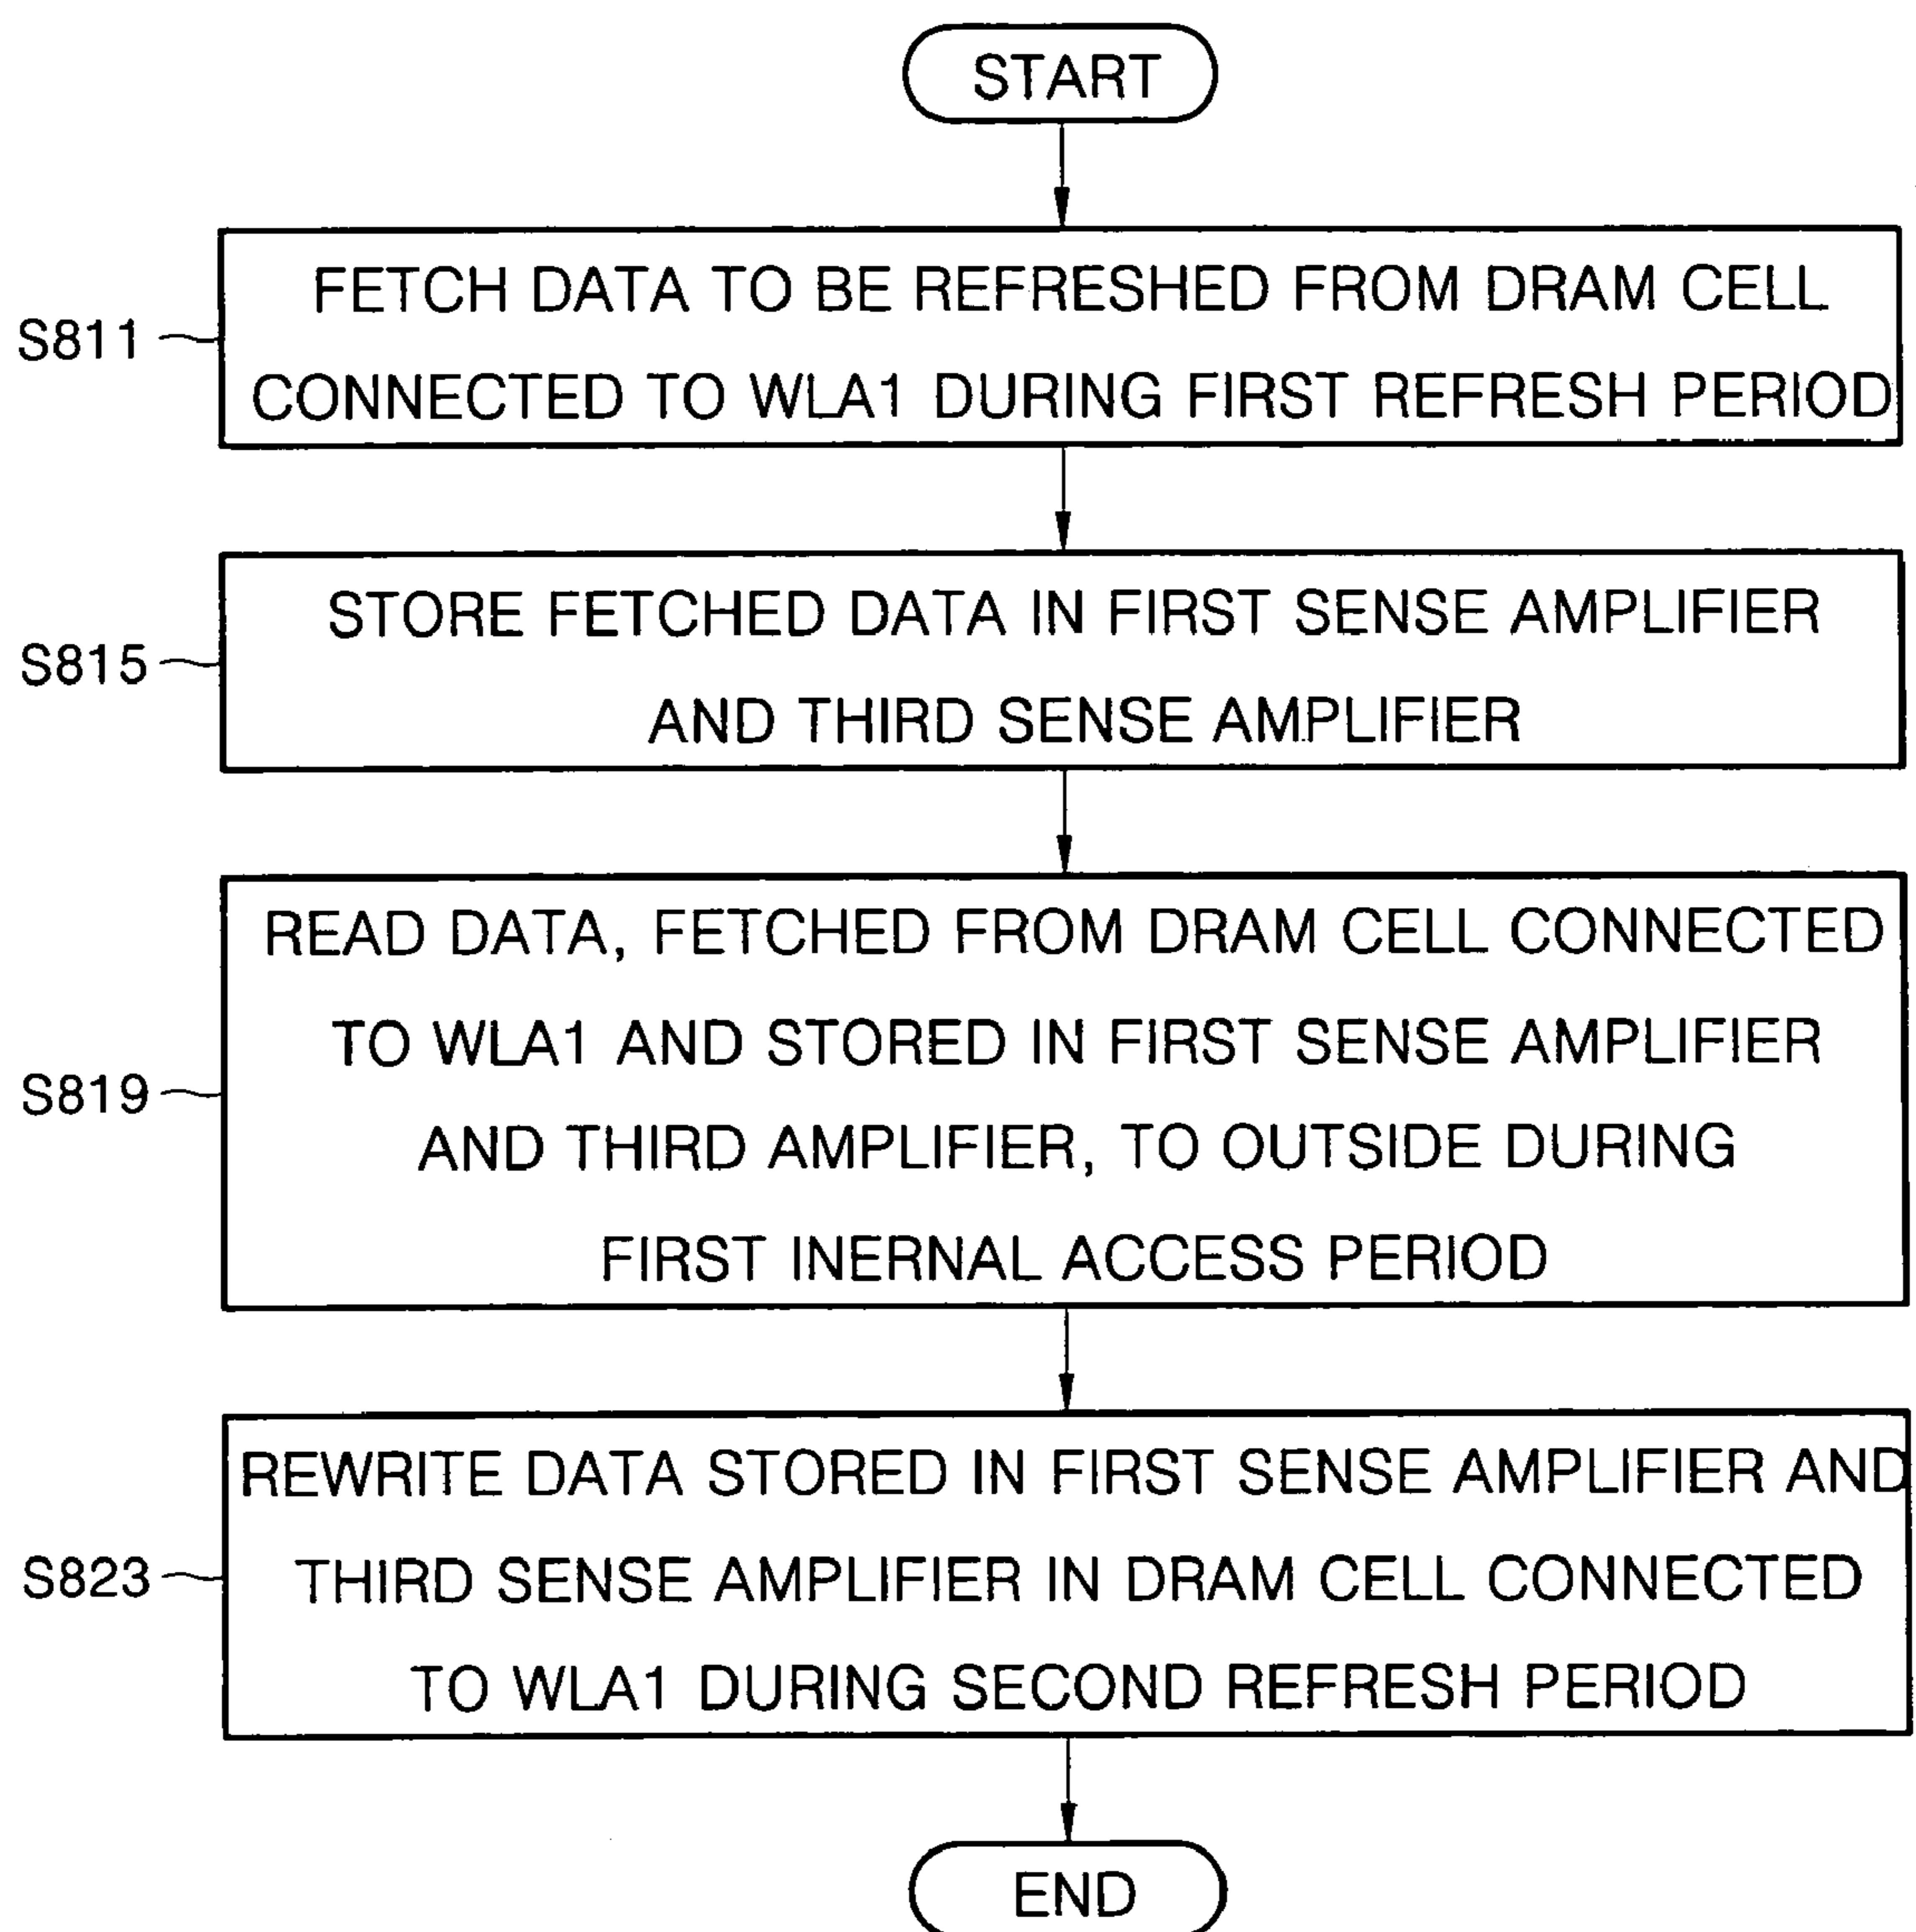 START
S811
FETCH DATA TO BE REFRESHED FROM DRAM CELL
CONNECTED TO WLA1 DURING FIRST REFRESH PERIOD
S815
STORE FETCHED DATA IN FIRST SENSE AMPLIFIER
AND THIRD SENSE AMPLIFIER
S819
READ DATA, FETCHED FROM DRAM CELL CONNECTED
TO WLA1 AND STORED IN FIRST SENSE AMPLIFIER
AND THIRD AMPLIFIER, TO OUTSIDE DURING
FIRST INERNAL ACCESS PERIOD
S823
REWRITE DATA STORED IN FIRST SENSE AMPLIFIER AND
THIRD SENSE AMPLIFIER IN DRAM CELL CONNECTED
TO WLA1 DURING SECOND REFRESH PERIOD
END